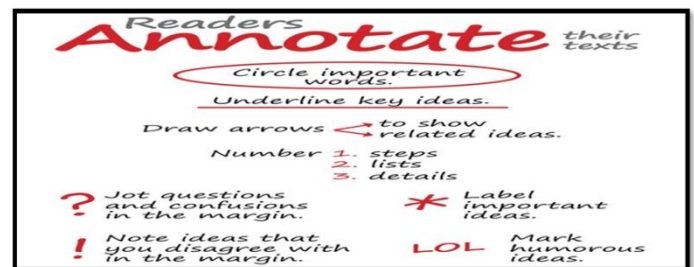 Readers
Annotate their
texts
Circle important
words.
Underline key ideas.
Draw arrows to show
related ideas.
Number 1. steps
2. lists
3. details
? Jot questions
and confusions
in the margin.
* Label
important
ideas.
! Note ideas that
you disagree with
in the margin.
LOL Mark
humorous
ideas.